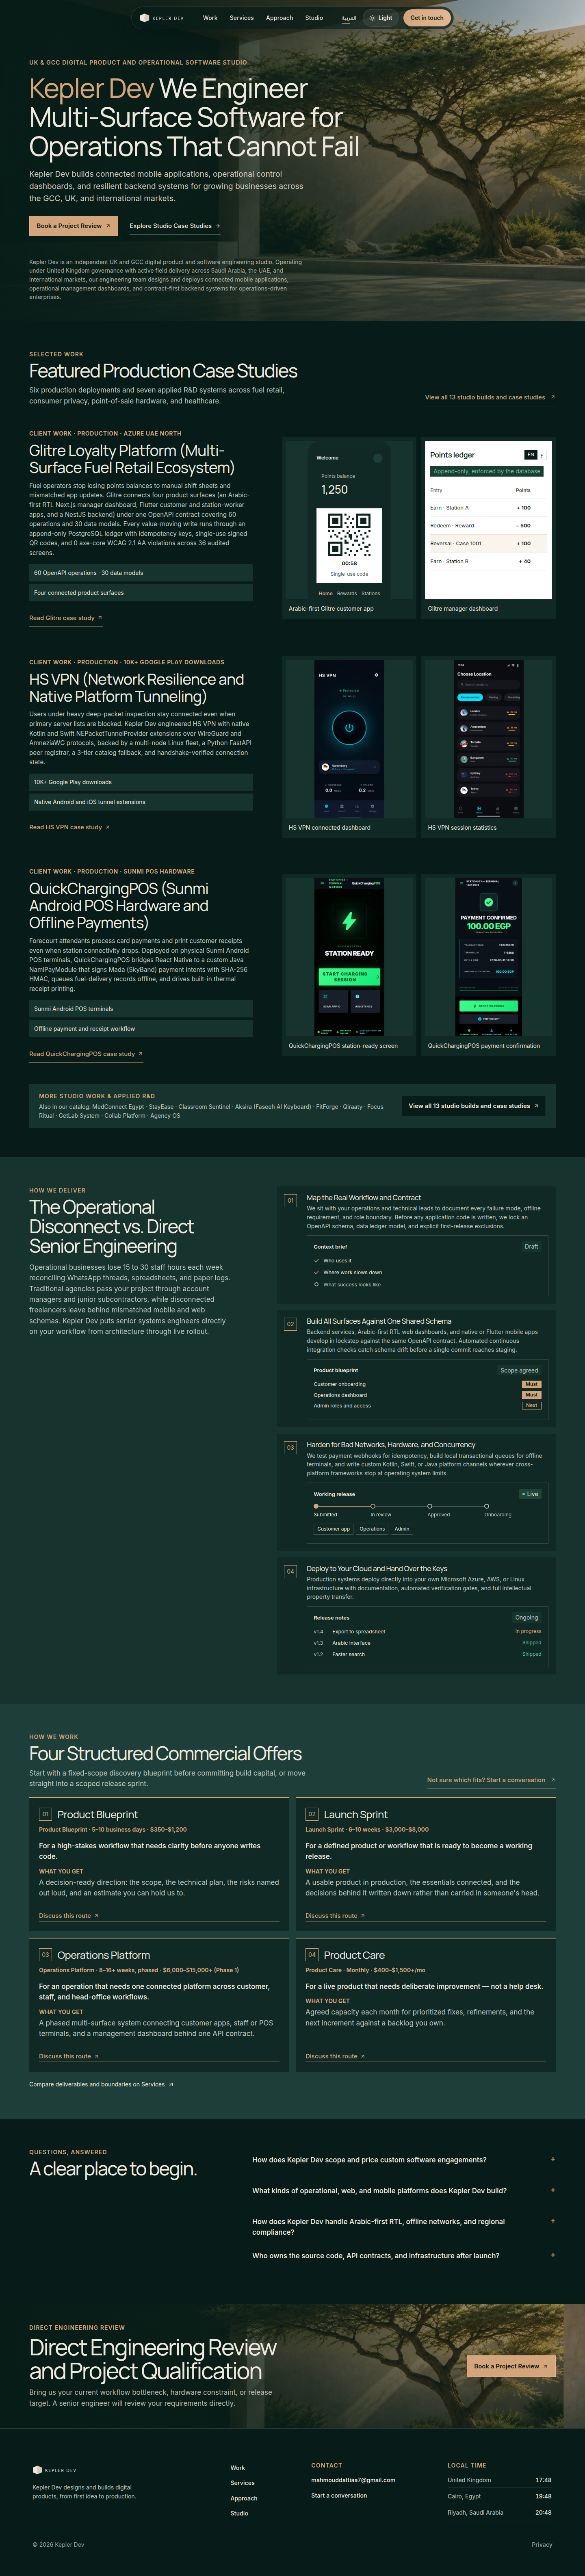 KEPLER DEV
Work
Services
Approach
Studio
العربية
Light
Get in touch
UK & GCC DIGITAL PRODUCT AND OPERATIONAL SOFTWARE STUDIO
Kepler Dev We Engineer
Multi-Surface Software for
Operations That Cannot Fail
Kepler Dev builds connected mobile applications, operational control
dashboards, and resilient backend systems for growing businesses across
the GCC, UK, and international markets.
Book a Project Review
Explore Studio Case Studies
Kepler Dev is an independent UK and GCC digital product and software engineering studio. Operating
under United Kingdom governance with active field delivery across Saudi Arabia, the UAE, and
international markets, our engineering team designs and deploys connected mobile applications,
operational management dashboards, and contract-first backend systems for operations-driven
enterprises.
SELECTED WORK
Featured Production Case Studies
Six production deployments and seven applied R&D systems across fuel retail,
consumer privacy, point-of-sale hardware, and healthcare.
View all 13 studio builds and case studies
CLIENT WORK · PRODUCTION · AZURE UAE NORTH
Glitre Loyalty Platform (Multi-
Surface Fuel Retail Ecosystem)
Fuel operators stop losing points balances to manual shift sheets and
mismatched app updates. Glitre connects four product surfaces (an Arabic-
first RTL Next.js manager dashboard, Flutter customer and station-worker
apps, and a NestJS backend) under one OpenAPI contract covering 60
operations and 30 data models. Every value-moving write runs through an
append-only PostgreSQL ledger with idempotency keys, single-use signed
QR codes, and 0 axe-core WCAG 2.1 AA violations across 36 audited
screens.
60 OpenAPI operations · 30 data models
Four connected product surfaces
Read Glitre case study
Welcome
Points balance
1,250
00:58
Single-use code
Home Rewards Stations
Arabic-first Glitre customer app
Points ledger
EN
Append-only, enforced by the database
Entry Points
Earn · Station A + 100
Redeem · Reward − 500
Reversal · Case 1001 + 100
Earn · Station B + 40
Glitre manager dashboard
CLIENT WORK · PRODUCTION · 10K+ GOOGLE PLAY DOWNLOADS
HS VPN (Network Resilience and
Native Platform Tunneling)
Users under heavy deep-packet inspection stay connected even when
primary server lists are blocked. Kepler Dev engineered HS VPN with native
Kotlin and Swift NEPacketTunnelProvider extensions over WireGuard and
AmneziaWG protocols, backed by a multi-node Linux fleet, a Python FastAPI
peer registrar, a 3-tier catalog fallback, and handshake-verified connection
state.
10K+ Google Play downloads
Native Android and iOS tunnel extensions
Read HS VPN case study
HS VPN
HS VPN connected dashboard
Choose Location
HS VPN session statistics
CLIENT WORK · PRODUCTION · SUNMI POS HARDWARE
QuickChargingPOS (Sunmi
Android POS Hardware and
Offline Payments)
Forecourt attendants process card payments and print customer receipts
even when station connectivity drops. Deployed on physical Sunmi Android
POS terminals, QuickChargingPOS bridges React Native to a custom Java
NamiPayModule that signs Mada (SkyBand) payment intents with SHA-256
HMAC, queues fuel-delivery records offline, and drives built-in thermal
receipt printing.
Sunmi Android POS terminals
Offline payment and receipt workflow
Read QuickChargingPOS case study
STATION READY
START CHARGING
SESSION
QuickChargingPOS station-ready screen
PAYMENT CONFIRMED
100.00 EGP
QuickChargingPOS payment confirmation
MORE STUDIO WORK & APPLIED R&D
Also in our catalog: MedConnect Egypt · StayEase · Classroom Sentinel · Aksira (Faseeh AI Keyboard) · FitForge · Qiraaty · Focus
Ritual · GetLab System · Collab Platform · Agency OS
View all 13 studio builds and case studies
HOW WE DELIVER
The Operational
Disconnect vs. Direct
Senior Engineering
Operational businesses lose 15 to 30 staff hours each week
reconciling WhatsApp threads, spreadsheets, and paper logs.
Traditional agencies pass your project through account
managers and junior subcontractors, while disconnected
freelancers leave behind mismatched mobile and web
schemas. Kepler Dev puts senior systems engineers directly
on your workflow from architecture through live rollout.
01
Map the Real Workflow and Contract
We sit with your operations and technical leads to document every failure mode, offline
requirement, and role boundary. Before any application code is written, we lock an
OpenAPI schema, data ledger model, and explicit first-release exclusions.
Context brief Draft
Who uses it
Where work slows down
What success looks like
02
Build All Surfaces Against One Shared Schema
Backend services, Arabic-first RTL web dashboards, and native or Flutter mobile apps
develop in lockstep against the same OpenAPI contract. Automated continuous
integration checks catch schema drift before a single commit reaches staging.
Product blueprint Scope agreed
Customer onboarding Must
Operations dashboard Must
Admin roles and access Next
03
Harden for Bad Networks, Hardware, and Concurrency
We test payment webhooks for idempotency, build local transactional queues for offline
terminals, and write custom Kotlin, Swift, or Java platform channels wherever cross-
platform frameworks stop at operating system limits.
Working release Live
Submitted In review Approved Onboarding
Customer app Operations Admin
04
Deploy to Your Cloud and Hand Over the Keys
Production systems deploy directly into your own Microsoft Azure, AWS, or Linux
infrastructure with documentation, automated verification gates, and full intellectual
property transfer.
Release notes Ongoing
v1.4 Export to spreadsheet In progress
v1.3 Arabic interface Shipped
v1.2 Faster search Shipped
HOW WE WORK
Four Structured Commercial Offers
Start with a fixed-scope discovery blueprint before committing build capital, or move
straight into a scoped release sprint.
Not sure which fits? Start a conversation
01 Product Blueprint
Product Blueprint · 5–10 business days · $350–$1,200
For a high-stakes workflow that needs clarity before anyone writes
code.
WHAT YOU GET
A decision-ready direction: the scope, the technical plan, the risks named
out loud, and an estimate you can hold us to.
Discuss this route
02 Launch Sprint
Launch Sprint · 6–10 weeks · $3,000–$8,000
For a defined product or workflow that is ready to become a working
release.
WHAT YOU GET
A usable product in production, the essentials connected, and the
decisions behind it written down rather than carried in someone's head.
Discuss this route
03 Operations Platform
Operations Platform · 8–16+ weeks, phased · $6,000–$15,000+ (Phase 1)
For an operation that needs one connected platform across customer,
staff, and head-office workflows.
WHAT YOU GET
A phased multi-surface system connecting customer apps, staff or POS
terminals, and a management dashboard behind one API contract.
Discuss this route
04 Product Care
Product Care · Monthly · $400–$1,500+/mo
For a live product that needs deliberate improvement — not a help desk.
WHAT YOU GET
Agreed capacity each month for prioritized fixes, refinements, and the
next increment against a backlog you own.
Discuss this route
Compare deliverables and boundaries on Services
QUESTIONS, ANSWERED
A clear place to begin.
How does Kepler Dev scope and price custom software engagements?
What kinds of operational, web, and mobile platforms does Kepler Dev build?
How does Kepler Dev handle Arabic-first RTL, offline networks, and regional
compliance?
Who owns the source code, API contracts, and infrastructure after launch?
DIRECT ENGINEERING REVIEW
Direct Engineering Review
and Project Qualification
Bring us your current workflow bottleneck, hardware constraint, or release
target. A senior engineer will review your requirements directly.
Book a Project Review
KEPLER DEV
Kepler Dev designs and builds digital
products, from first idea to production.
Work
Services
Approach
Studio
CONTACT
mahmouddattiaa7@gmail.com
Start a conversation
LOCAL TIME
United Kingdom 17:48
Cairo, Egypt 19:48
Riyadh, Saudi Arabia 20:48
© 2026 Kepler Dev
Privacy